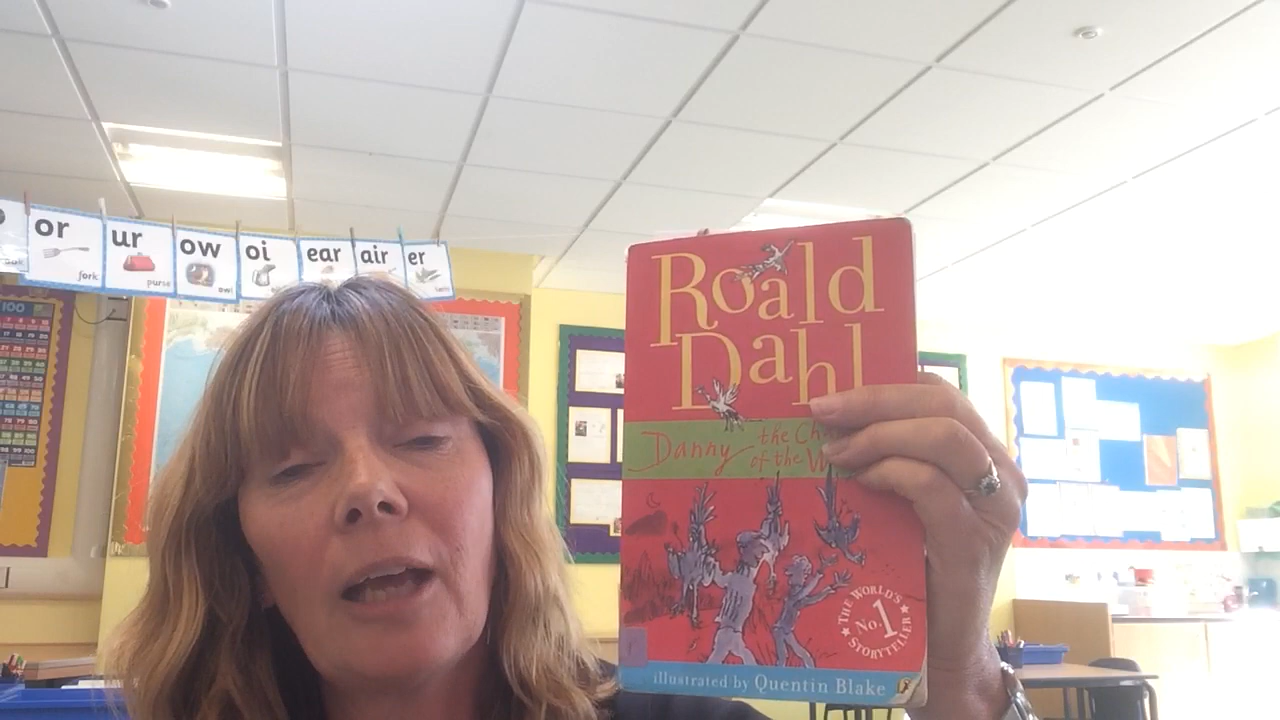 or
fork
ur
purse
ow
owl
oi
ear
air
er
100
Roald
Dahl
Danny the
of the
THE WORLD'S
No. 1
STORYTELLER
illustrated by Quentin Blake